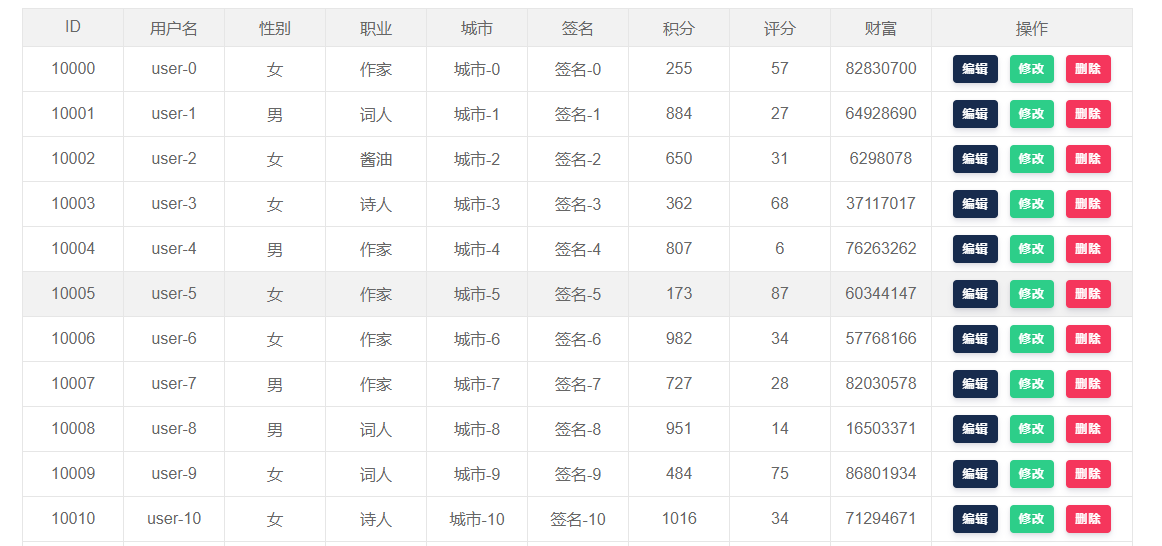 ID 用户名 性别 职业 城市 签名 积分 评分 财富 操作
10000 user-0 女 作家 城市-0 签名-0 255 57 82830700 编辑 修改 删除
10001 user-1 男 词人 城市-1 签名-1 884 27 64928690 编辑 修改 删除
10002 user-2 女 酱油 城市-2 签名-2 650 31 6298078 编辑 修改 删除
10003 user-3 女 诗人 城市-3 签名-3 362 68 37117017 编辑 修改 删除
10004 user-4 男 作家 城市-4 签名-4 807 6 76263262 编辑 修改 删除
10005 user-5 女 作家 城市-5 签名-5 173 87 60344147 编辑 修改 删除
10006 user-6 女 作家 城市-6 签名-6 982 34 57768166 编辑 修改 删除
10007 user-7 男 作家 城市-7 签名-7 727 28 82030578 编辑 修改 删除
10008 user-8 男 词人 城市-8 签名-8 951 14 16503371 编辑 修改 删除
10009 user-9 女 词人 城市-9 签名-9 484 75 86801934 编辑 修改 删除
10010 user-10 女 诗人 城市-10 签名-10 1016 34 71294671 编辑 修改 删除